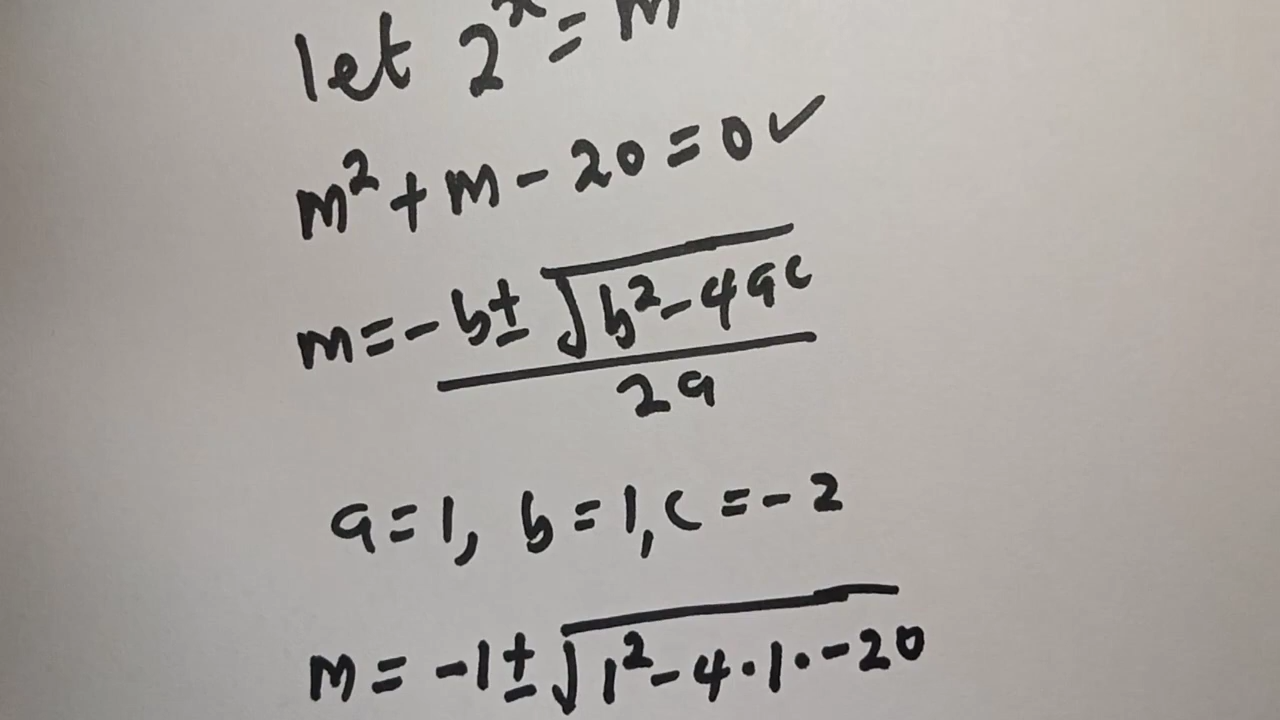 let 2^x = m
m² + m - 20 = 0 ✓
m = -b ± √b² - 4ac
2a
a = 1, b = 1, c = -2
m = -1 ± √1² - 4 · 1 · -20